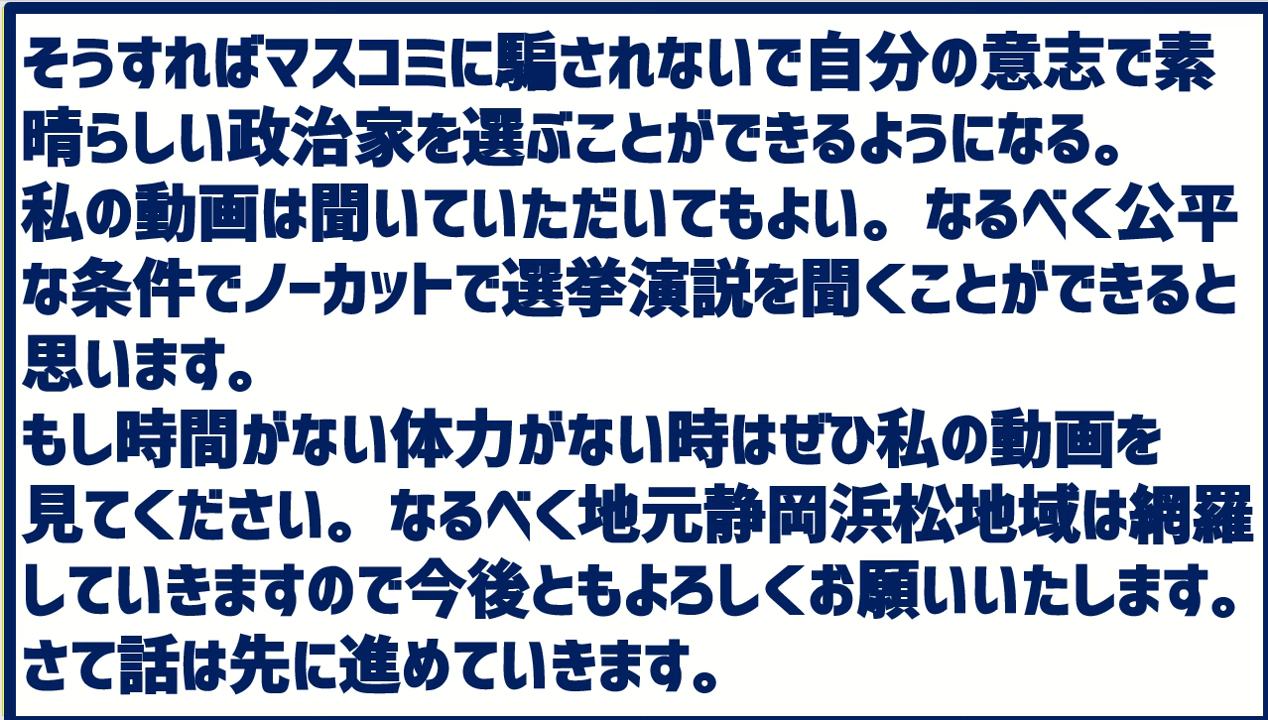 そうすればマスコミに騙されないで自分の意志で素
晴らしい政治家を選ぶことができるようになる。
私の動画は聞いていただいてもよい。なるべく公平
な条件でノーカットで選挙演説を聞くことができると
思います。
もし時間がない体力がない時はぜひ私の動画を
見てください。なるべく地元静岡浜松地域は網羅
していきますので今後ともよろしくお願いいたします。
さて話は先に進めていきます。